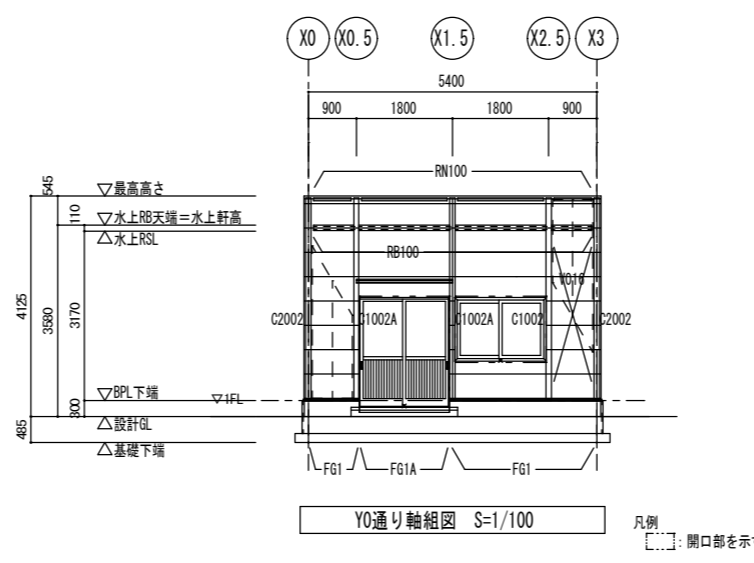 X0 X0.5 X1.5 X2.5 X3
5400
900 1800 1800 900
RN100
545
▽最高高さ
110
▽水上RB天端=水上軒高
△水上RSL
RB100
V016
4125
3580
3170
C2002 C1002A C1002A C1002 C2002
▽BPL下端
▽1FL
300
△設計GL
485
△基礎下端
FG1 FG1A FG1
Y0通り軸組図 S=1/100
凡例
:開口部を示